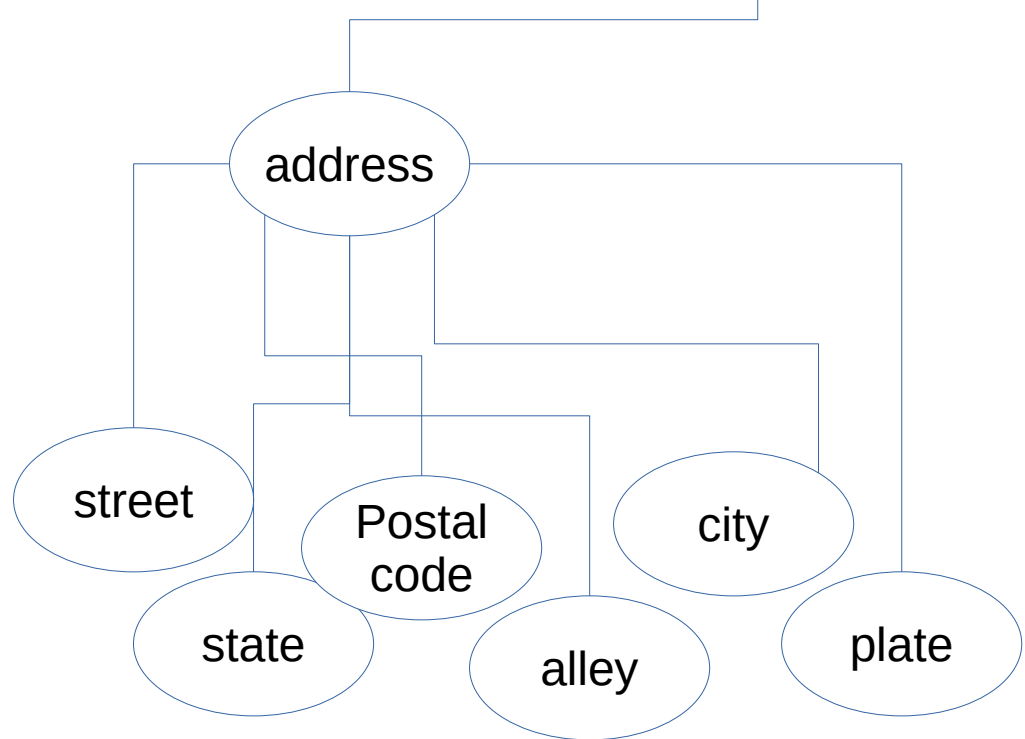 address
street
Postal
code
city
state
alley
plate